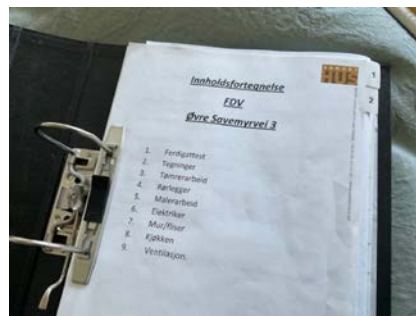 HUS
Innholdsfortegnelse
FDV
Øvre Søyemyrvei 3
1. Ferdigattest
2. Tegninger
3. Tømrerarbeid
4. Rørlegger
5. Malerarbeid
6. Elektriker
7. Mur/fliser
8. Kjøkken
9. Ventilasjon.
1
2